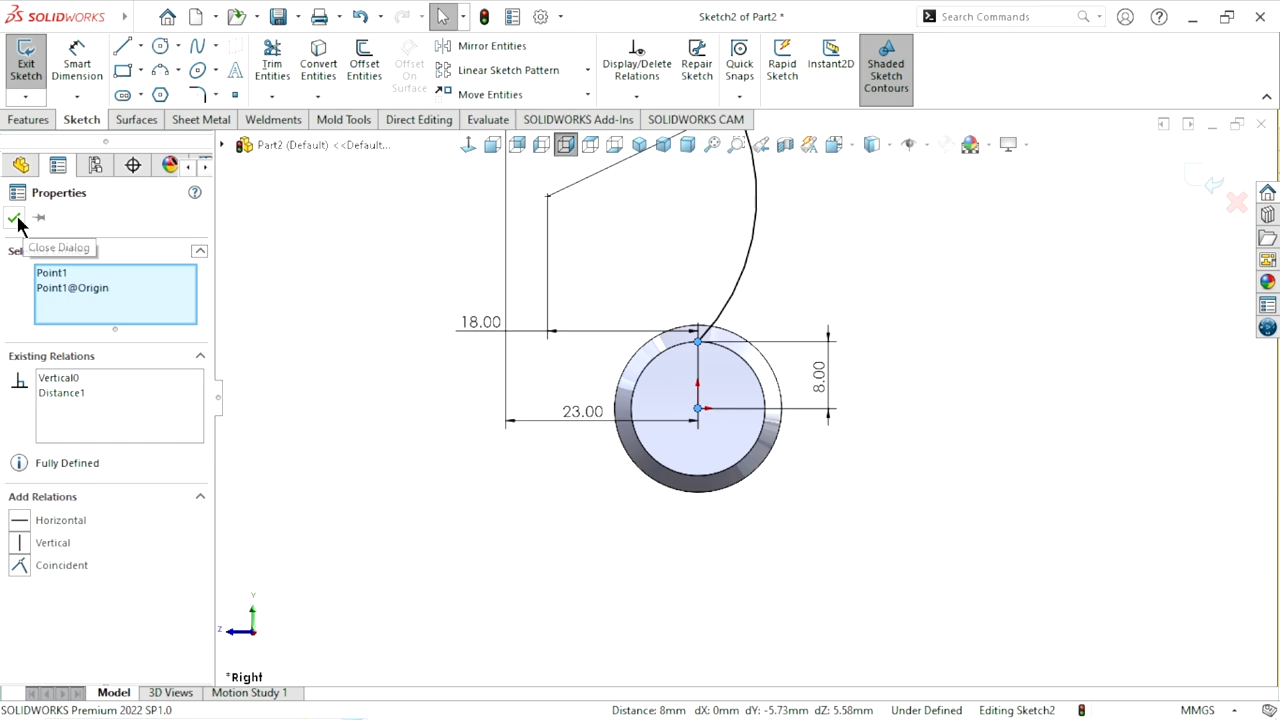 SOLIDWORKS
Sketch2 of Part2 *
Search Commands
Exit Sketch
Smart Dimension
Trim Entities
Convert Entities
Offset Entities
Offset On Surface
Mirror Entities
Linear Sketch Pattern
Move Entities
Display/Delete Relations
Repair Sketch
Quick Snaps
Rapid Sketch
Instant2D
Shaded Sketch Contours
Features
Sketch
Surfaces
Sheet Metal
Weldments
Mold Tools
Direct Editing
Evaluate
SOLIDWORKS Add-Ins
SOLIDWORKS CAM
Part2 (Default) <<Default...
Properties
Close Dialog
Point1
Point1@Origin
Existing Relations
Vertical0
Distance1
Fully Defined
Add Relations
Horizontal
Vertical
Coincident
18.00
23.00
8.00
Y
Z
*Right
Model
3D Views
Motion Study 1
SOLIDWORKS Premium 2022 SP1.0
Distance: 8mm dX: 0mm dY: -5.73mm dZ: 5.58mm
Under Defined
Editing Sketch2
MMGS